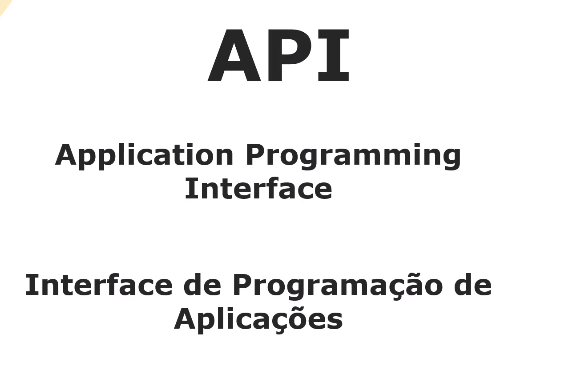 API
Application Programming
Interface
Interface de Programação de
Aplicações